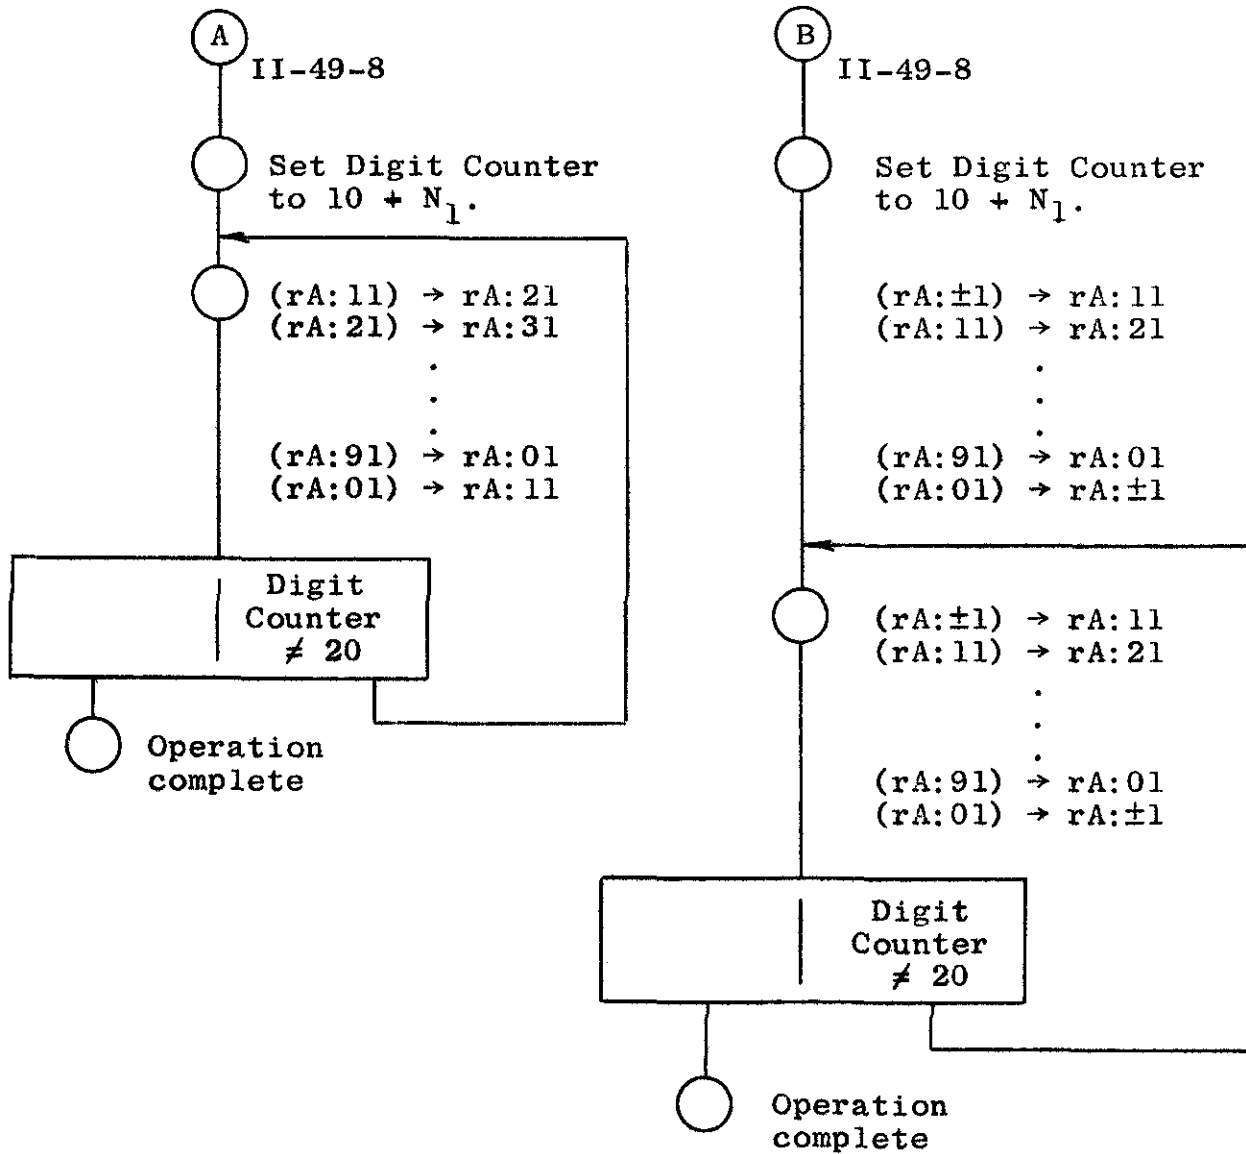 A
II-49-8
Set Digit Counter
to 10 + N1.
(rA:11) → rA:21
(rA:21) → rA:31
.
.
.
(rA:91) → rA:01
(rA:01) → rA:11
Digit
Counter
≠ 20
Operation
complete
B
II-49-8
Set Digit Counter
to 10 + N1.
(rA:±1) → rA:11
(rA:11) → rA:21
.
.
.
(rA:91) → rA:01
(rA:01) → rA:±1
(rA:±1) → rA:11
(rA:11) → rA:21
.
.
.
(rA:91) → rA:01
(rA:01) → rA:±1
Digit
Counter
≠ 20
Operation
complete